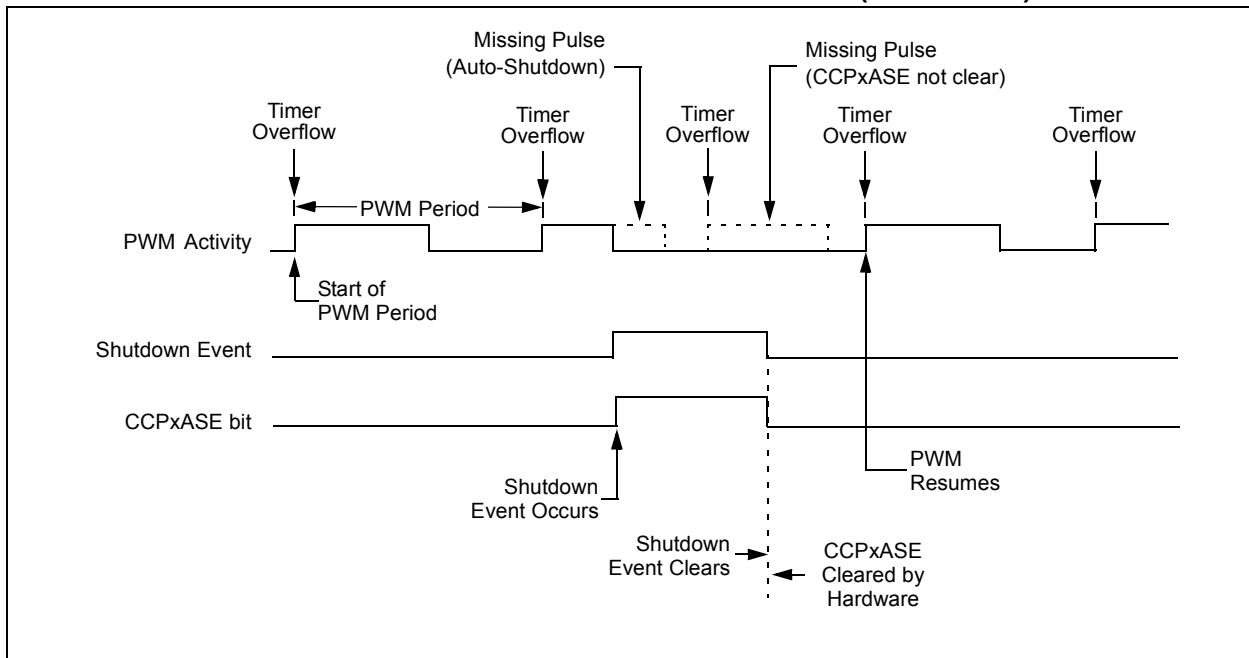 Missing Pulse
(Auto-Shutdown)
Missing Pulse
(CCPxASE not clear)
Timer
Overflow
Timer
Overflow
Timer
Overflow
Timer
Overflow
Timer
Overflow
PWM Period
PWM Activity
Start of
PWM Period
Shutdown Event
CCPxASE bit
Shutdown
Event Occurs
PWM
Resumes
Shutdown
Event Clears
CCPxASE
Cleared by
Hardware